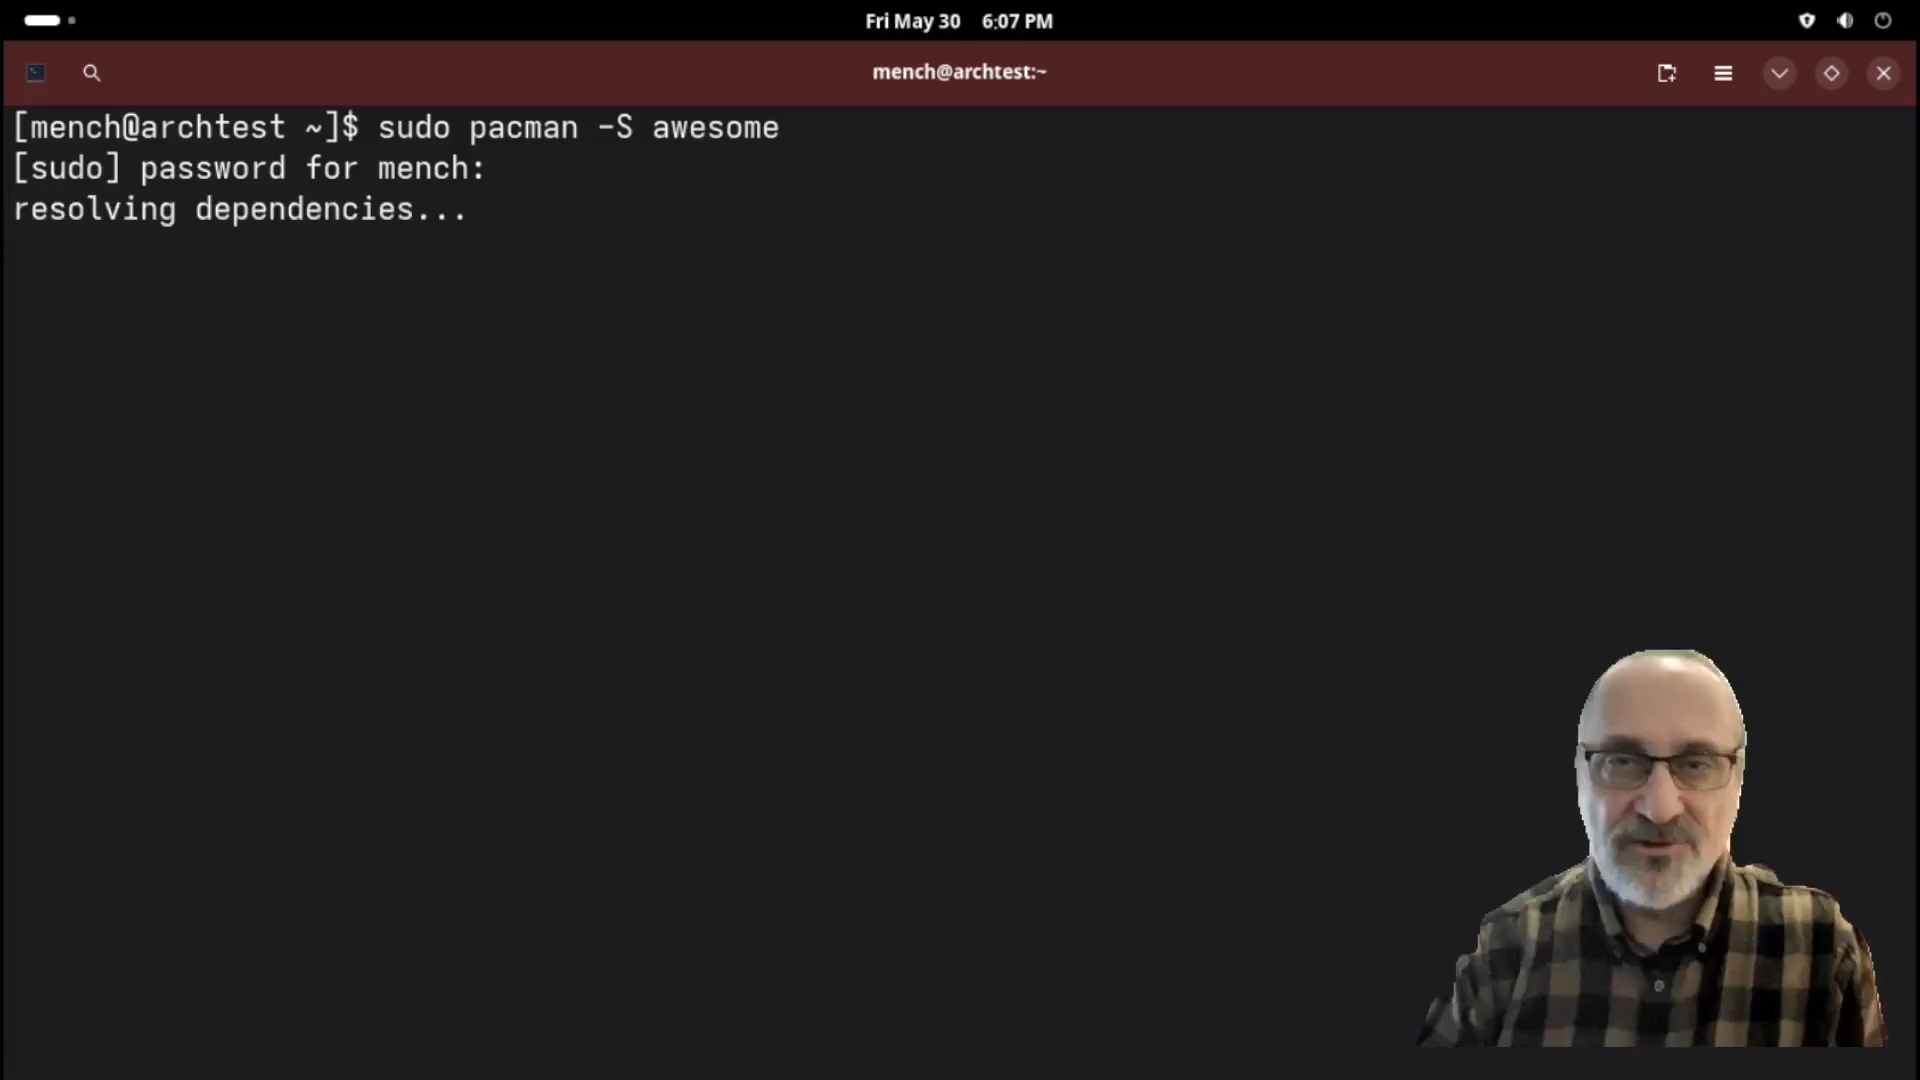 Fri May 30 6:07 PM
mench@archtest:~
[mench@archtest ~]$ sudo pacman -S awesome
[sudo] password for mench:
resolving dependencies...